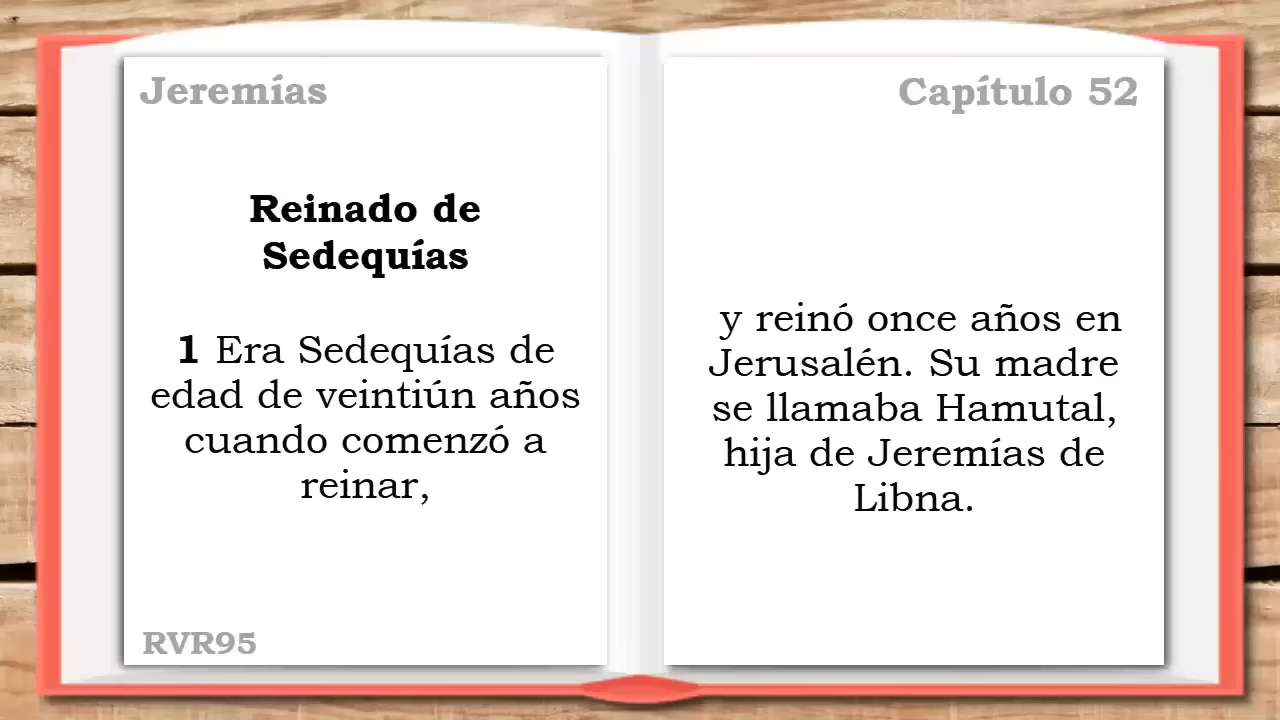 Jeremías
Reinado de
Sedequías
1 Era Sedequías de
edad de veintiún años
cuando comenzó a
reinar,
RVR95
Capítulo 52
y reinó once años en
Jerusalén. Su madre
se llamaba Hamutal,
hija de Jeremías de
Libna.